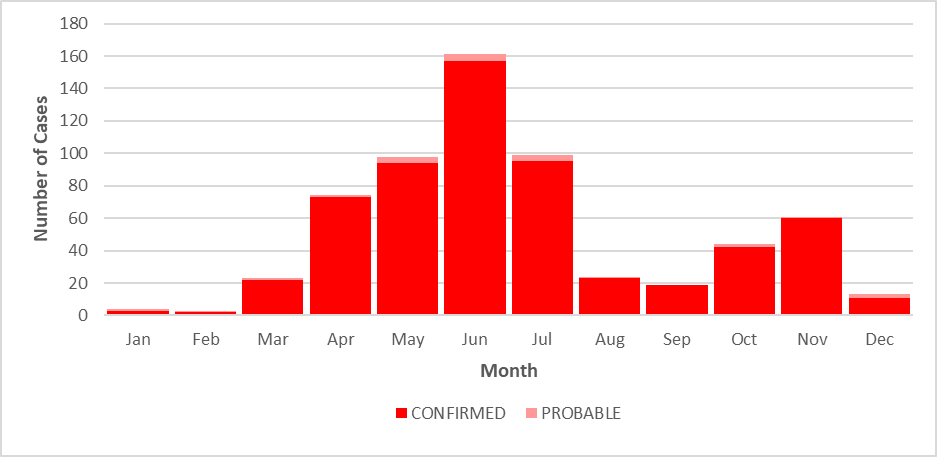 180
160
140
120
100
80
60
40
20
0
Number of Cases
Jan Feb Mar Apr May Jun Jul Aug Sep Oct Nov Dec
Month
CONFIRMED PROBABLE